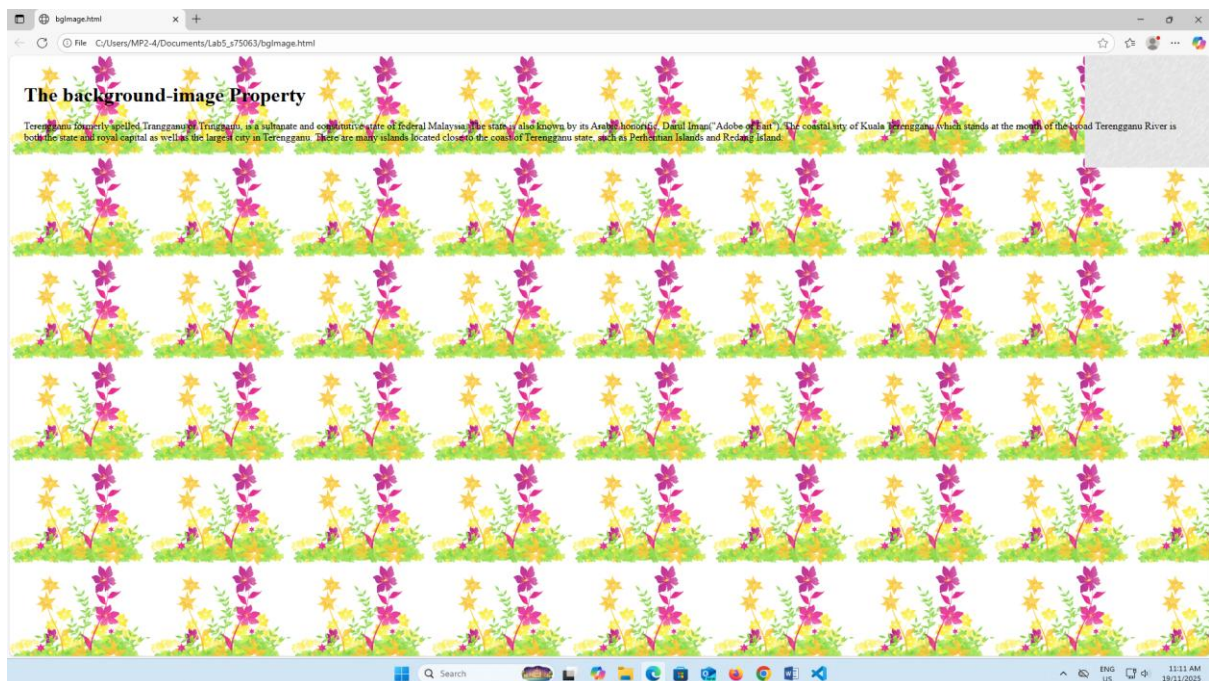 bgImage.html
File C:/Users/MP2-4/Documents/Lab5_s75063/bgImage.html
The background-image Property
Terengganu formerly spelled Trangganu or Tringganu, is a sultanate and constitutive state of federal Malaysia. The state is also known by its Arabic honorific, Darul Iman("Adobe of Fait"). The coastal sity of Kuala Terengganu which stands at the mouth of the broad Terengganu River is
both the state and royal capital as well as the largest city in Terengganu. There are many islands located close to the coast of Terengganu state, such as Perhentian Islands and Redang Island.
Search
ENG
US
11:11 AM
19/11/2025